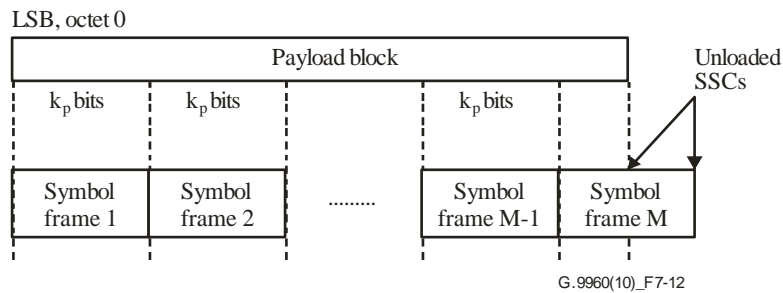 LSB, octet 0
Payload block
Unloaded
SSCs
k_p bits k_p bits k_p bits
Symbol frame 1
Symbol frame 2
.........
Symbol frame M-1
Symbol frame M
G.9960(10)_F7-12